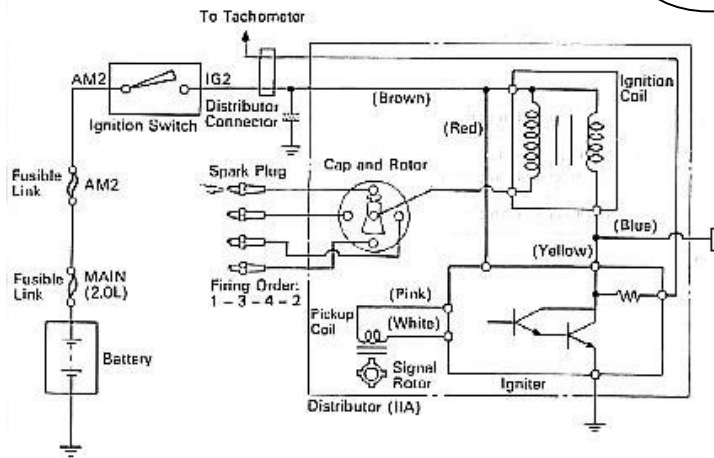 To Tachometer
AM2
IG2
Ignition Switch
Distributor
Connector
(Brown)
Ignition
Coil
(Red)
Fusible
Link
AM2
Spark Plug
Cap and Rotor
(Blue)
(Yellow)
Fusible
Link
MAIN
(2.0L)
Firing Order:
1-3-4-2
(Pink)
Pickup
Coil
(White)
Battery
Signal
Rotor
Igniter
Distributor (IIA)